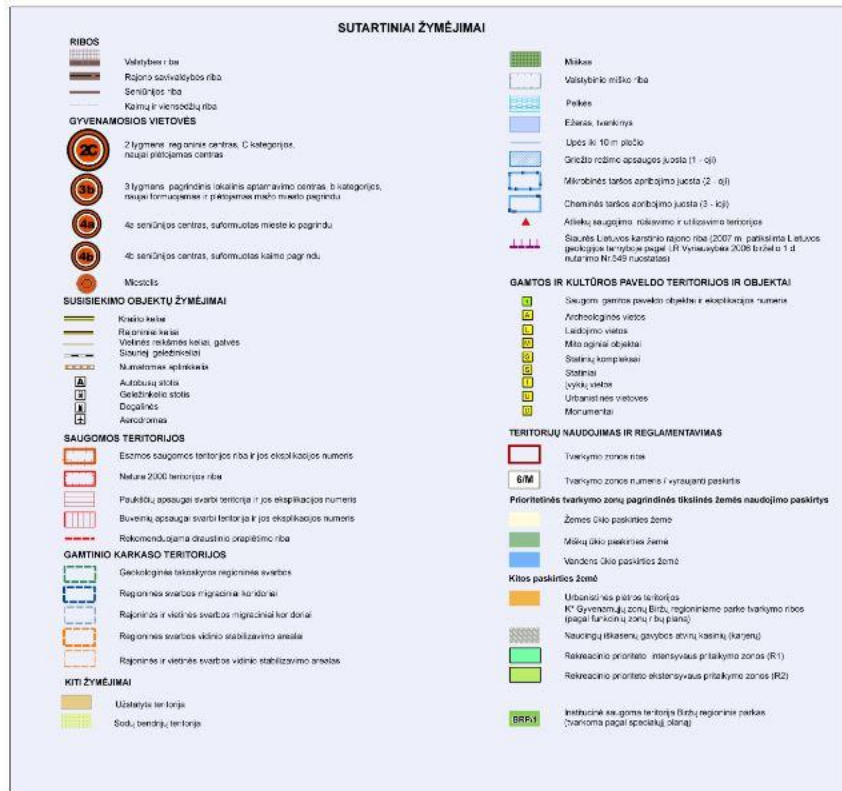 SUTARTINIAI ŽYMĖJIMAI
RIBOS
Valstybės riba
Rajono savivaldybės riba
Seniūnijos riba
Kaimų ir viensėdžių riba
GYVENAMOSIOS VIETOVĖS
2C
2 lygmens regioninis centras, C kategorijos,
naujai plėtojamas centras
3b
3 lygmens pagrindinis lokalinis aptarnavimo centras, b kategorijos,
naujai formuojamas ir plėtojamas mažo miesto pagrindu
4a
4a seniūnijos centras, suformuotas miestelio pagrindu
4b
4b seniūnijos centras, suformuotas kaimo pagrindu
Miestelis
SUSISIEKIMO OBJEKTŲ ŽYMĖJIMAI
Krašto keliai
Rajoniniai keliai
Vietinės reikšmės keliai, gatvės
Siaurieji geležinkeliai
Numatomas aplinkkelis
A
Autobusų stotis
Geležinkelio stotis
Degalinės
Aerodromas
SAUGOMOS TERITORIJOS
Esamos saugomos teritorijos riba ir jos eksplikacijos numeris
Natura 2000 teritorijos riba
Paukščių apsaugai svarbi teritorija ir jos eksplikacijos numeris
Buveinių apsaugai svarbi teritorija ir jos eksplikacijos numeris
Rekomenduojama draustinio praplėtimo riba
GAMTINIO KARKASO TERITORIJOS
Geoekologinės takoskyros regioninės svarbos
Regioninės svarbos migraciniai koridoriai
Rajoninės ir vietinės svarbos migraciniai koridoriai
Regioninės svarbos vidinio stabilizavimo arealai
Rajoninės ir vietinės svarbos vidinio stabilizavimo arealas
KITI ŽYMĖJIMAI
Užstatyta teritorija
Sodų bendrijų teritorija
Miškas
Valstybinio miško riba
Pelkės
Ežeras, tvenkinys
Upės iki 10 m pločio
Griežto režimo apsaugos juosta (1 - oji)
Mikrobinės taršos apribojimo juosta (2 - oji)
Cheminės taršos apribojimo juosta (3 - ioji)
Atliekų saugojimo, rūšiavimo ir utilizavimo teritorijos
Šiaurės Lietuvos karstinio rajono riba (2007 m. patikslinta Lietuvos
geologijos tarnyboje pagal LR Vyriausybės 2006 birželio 1 d.
nutarimo Nr.549 nuostatas)
GAMTOS IR KULTŪROS PAVELDO TERITORIJOS IR OBJEKTAI
Saugomi gamtos paveldo objektai ir eksplikacijos numeris
A
Archeologinės vietos
L
Laidojimo vietos
M
Mitologiniai objektai
Statinių kompleksai
S
Statiniai
Įvykių vietos
U
Urbanistinės vietovės
Monumentai
TERITORIJŲ NAUDOJIMAS IR REGLAMENTAVIMAS
Tvarkymo zonos riba
6/M
Tvarkymo zonos numeris / vyraujanti paskirtis
Prioritetinės tvarkymo zonų pagrindinės tikslinės žemės naudojimo paskirtys
Žemės ūkio paskirties žemė
Miškų ūkio paskirties žemė
Vandens ūkio paskirties žemė
Kitos paskirties žemė
Urbanistinės plėtros teritorijos
K* Gyvenamųjų zonų Biržų regioniniame parke tvarkymo ribos
(pagal funkcinių zonų ribų planą)
Naudingų iškasenų gavybos atvirų kasinių (karjerų)
Rekreacinio prioriteto intensyvaus pritaikymo zonos (R1)
Rekreacinio prioriteto ekstensyvaus pritaikymo zonos (R2)
Institucinė saugoma teritorija Biržų regioninis parkas
(tvarkoma pagal specialųjį planą)